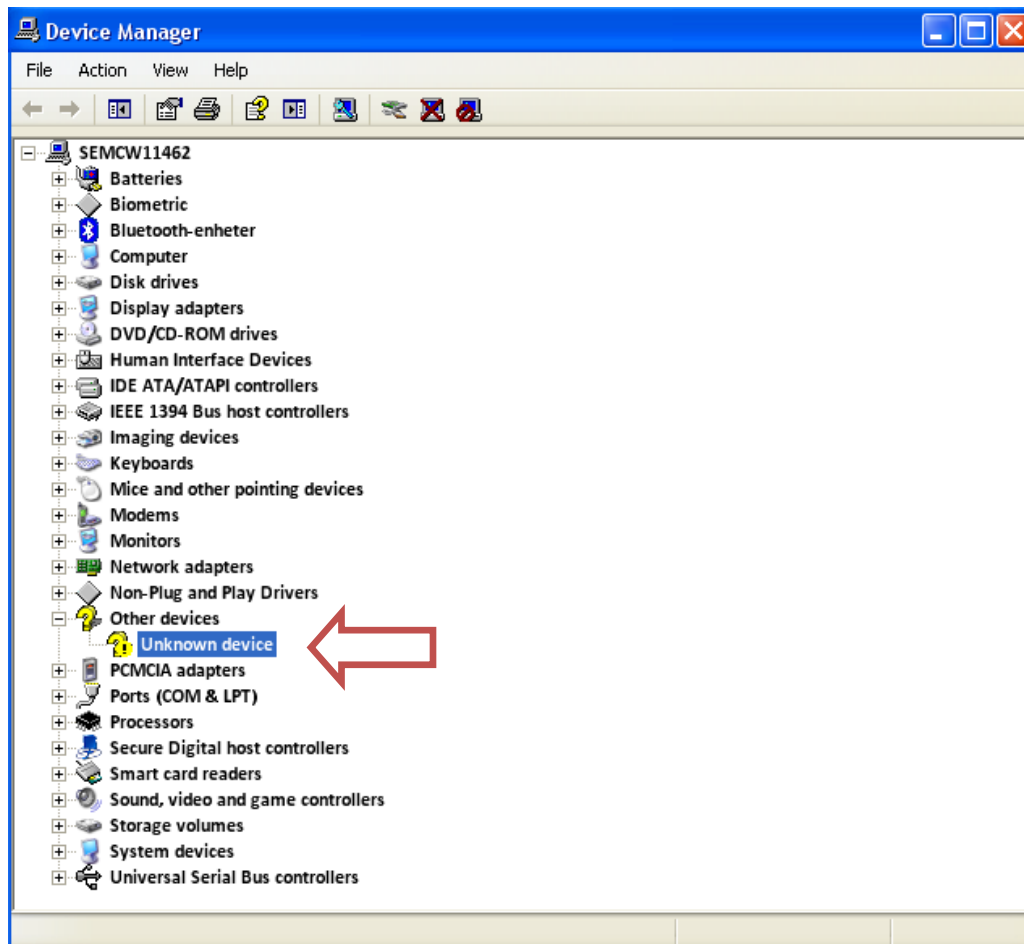 Device Manager
File Action View Help
SEMCW11462
Batteries
Biometric
Bluetooth-enheter
Computer
Disk drives
Display adapters
DVD/CD-ROM drives
Human Interface Devices
IDE ATA/ATAPI controllers
IEEE 1394 Bus host controllers
Imaging devices
Keyboards
Mice and other pointing devices
Modems
Monitors
Network adapters
Non-Plug and Play Drivers
Other devices
Unknown device
PCMCIA adapters
Ports (COM & LPT)
Processors
Secure Digital host controllers
Smart card readers
Sound, video and game controllers
Storage volumes
System devices
Universal Serial Bus controllers